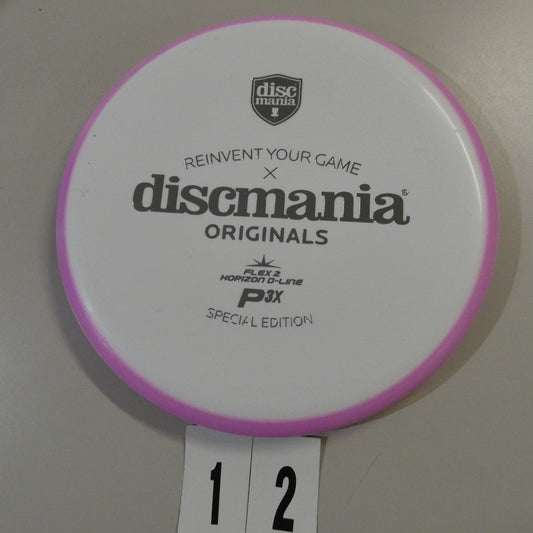 disc
mania
REINVENT YOUR GAME
X
discmania®
ORIGINALS
FLEX 2
HORIZON D-LINE
P3X
SPECIAL EDITION
1 2